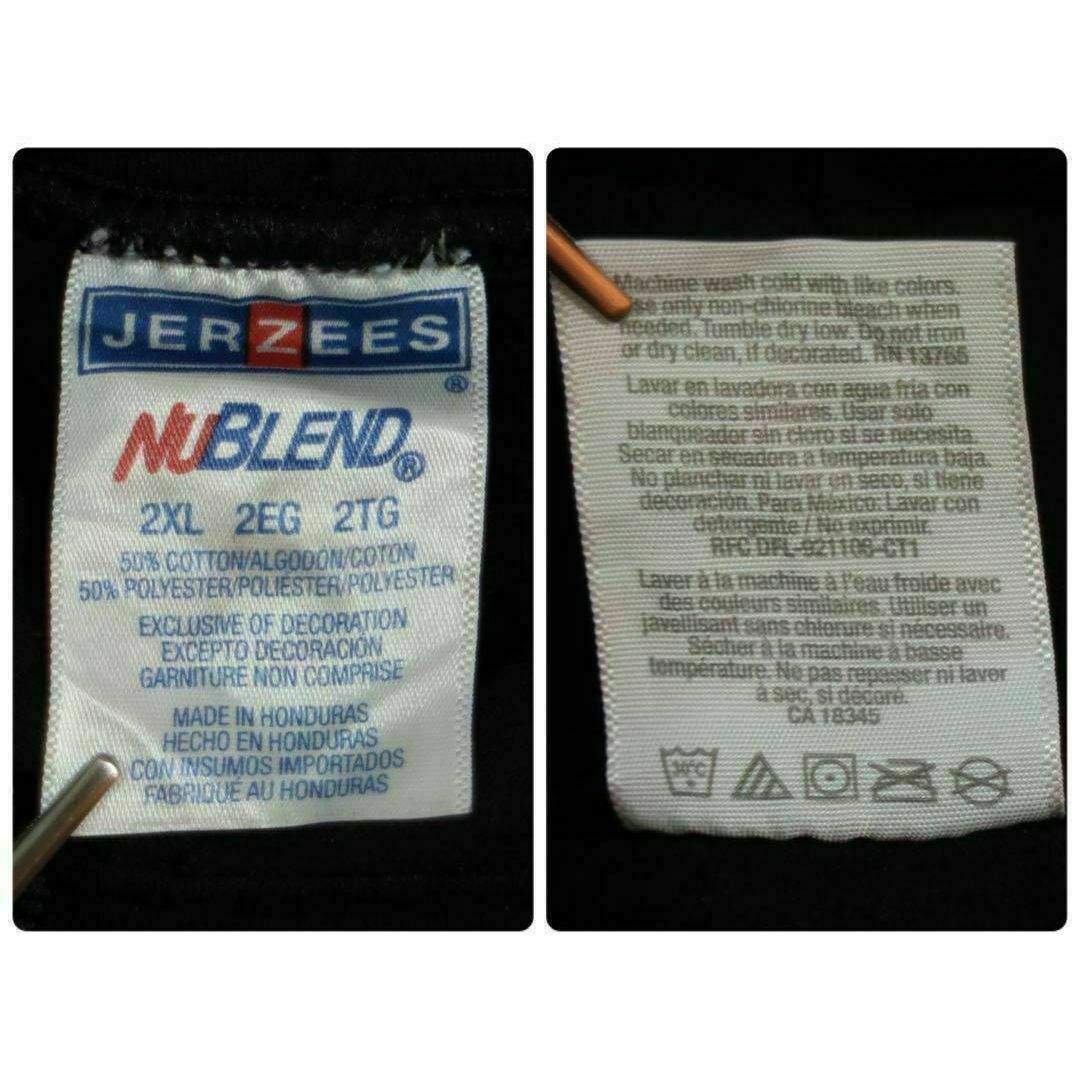 JERZEES
®
NUBLEND®
2XL 2EG 2TG
50% COTTON/ALGODÓN/COTON
50% POLYESTER/POLIÉSTER/POLYESTER
EXCLUSIVE OF DECORATION
EXCEPTO DECORACIÓN
GARNITURE NON COMPRISE
MADE IN HONDURAS
HECHO EN HONDURAS
CON INSUMOS IMPORTADOS
FABRIQUÉ AU HONDURAS
Machine wash cold with like colors.
only non-chlorine bleach when
needed. Tumble dry low. Do not iron
or dry clean, if decorated. RN 13765
Lavar en lavadora con agua fria con
colores similares. Usar solo
blanqueador sin cloro si se necesita.
Secar en secadora a temperatura baja.
No planchar ni lavar en seco, si tiene
decoración. Para México: Lavar con
detergente / No exprimir.
RFC DFL-921106-CT1
Laver à la machine à l'eau froide avec
des couleurs similaires. Utiliser un
javellisant sans chlorure si nécessaire.
Sécher à la machine à basse
température. Ne pas repasser ni laver
à sec, si décoré.
CA 18345
30°C